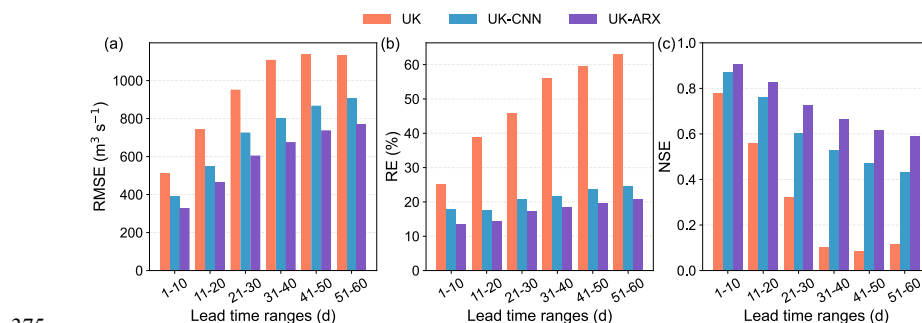 UK UK-CNN UK-ARX
(a) (b) (c)
RMSE (m³ s⁻¹)
1000
800
600
400
200
0
1-10 11-20 21-30 31-40 41-50 51-60
Lead time ranges (d)
RE (%)
60
50
40
30
20
10
0
1-10 11-20 21-30 31-40 41-50 51-60
Lead time ranges (d)
NSE
1.0
0.8
0.6
0.4
0.2
0.0
1-10 11-20 21-30 31-40 41-50 51-60
Lead time ranges (d)